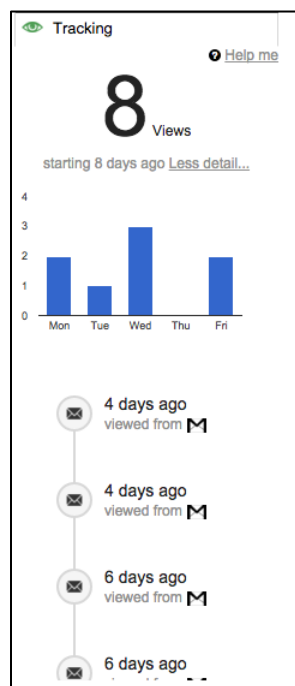 Tracking
Help me
8 Views
starting 8 days ago Less detail...
4
3
2
1
0
Mon Tue Wed Thu Fri
4 days ago
viewed from
4 days ago
viewed from
6 days ago
viewed from
6 days ago